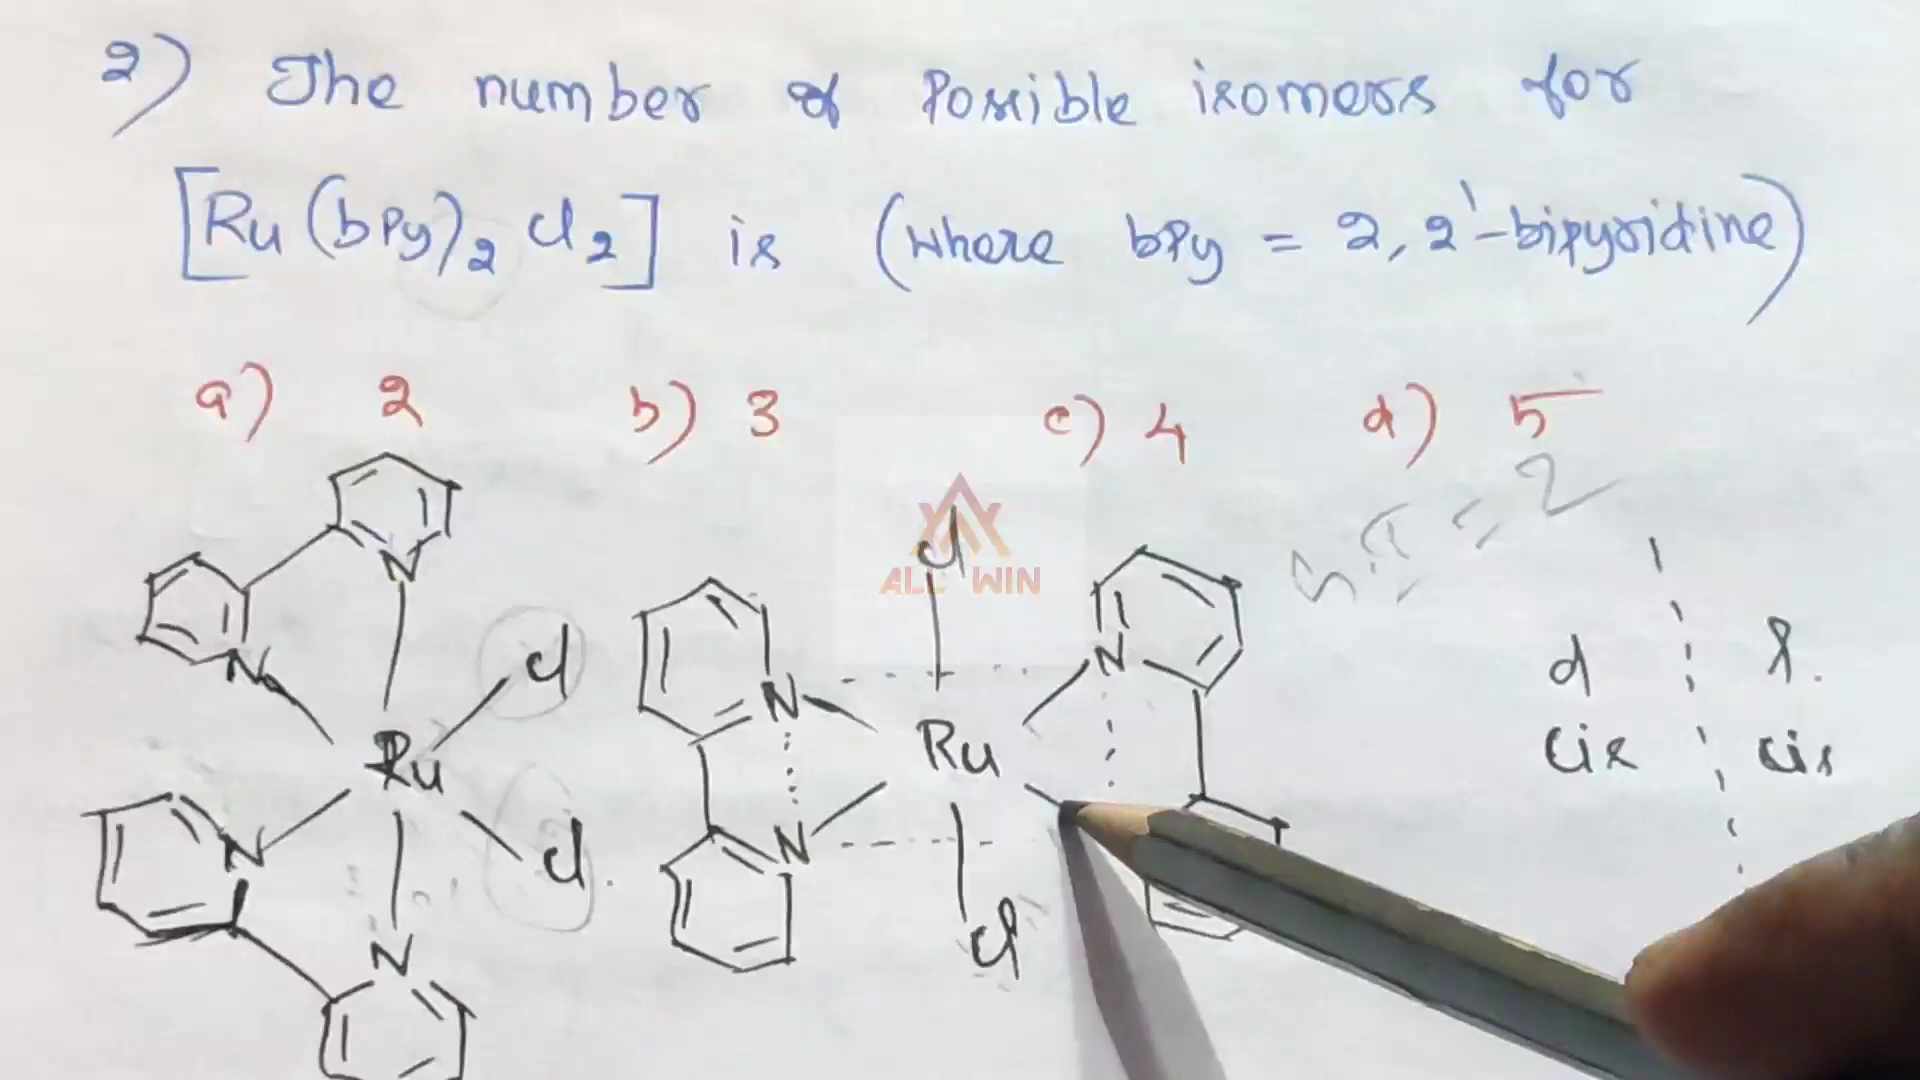 2) The number of Possible isomers for
[Ru(bpy)2 Cl2] is (where bpy = 2,2'-bipyridine)
a) 2 b) 3 c) 4 d) 5
= 2
N N Cl Ru N Cl N
Cl N N Ru N Cl
ALL WIN
d l.
cis cis